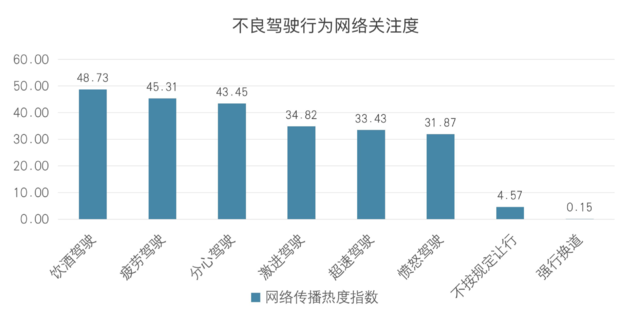 不良驾驶行为网络关注度
60.00
50.00
40.00
30.00
20.00
10.00
0.00
48.73
45.31
43.45
34.82
33.43
31.87
4.57
0.15
饮酒驾驶
疲劳驾驶
分心驾驶
激进驾驶
超速驾驶
愤怒驾驶
不按规定让行
强行换道
网络传播热度指数